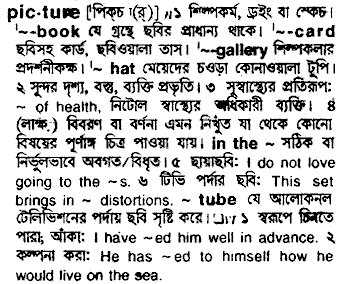 pic·ture ['পিকচ্(র্)] n ১ শিল্পকর্ম, ড্রইং বা স্কেচ।
'~-book যে গ্রন্থে ছবির প্রাধান্য থাকে। '~-card
ছবিসহ কার্ড, ছবিওয়ালা তাস। '~-gallery শিল্পকলার
প্রদর্শনীকক্ষ। '~ hat মেয়েদের চওড়া কোনাওয়ালা টুপি।
২ সুন্দর দৃশ্য, বস্তু, ব্যক্তি প্রভৃতি। ৩ সুস্বাস্থ্যের প্রতিরূপ:
~ of health, নিটোল স্বাস্থ্যের অধিকারী ব্যক্তি। ৪
(লাক্ষ.) বিবরণ বা বর্ণনা এমন নিখুঁত যা থেকে কোনো
বিষয়ের পূর্ণাঙ্গ চিত্র পাওয়া যায়। in the ~ সঠিক বা
নির্ভুলভাবে অবগত/বিধৃত। ৫ ছায়াছবি: I do not love
going to the ~s. ৬ টিভি পর্দার ছবি: This set
brings in ~ distortions. ~ tube যে আলোকনল
টেলিভিশনের পর্দায় ছবি সৃষ্টি করে। ১ স্বরূপে চিনতে
পারা; আঁকা: I have ~ed him well in advance. ২
কল্পনা করা: He has ~ed to himself how he
would live on the sea.